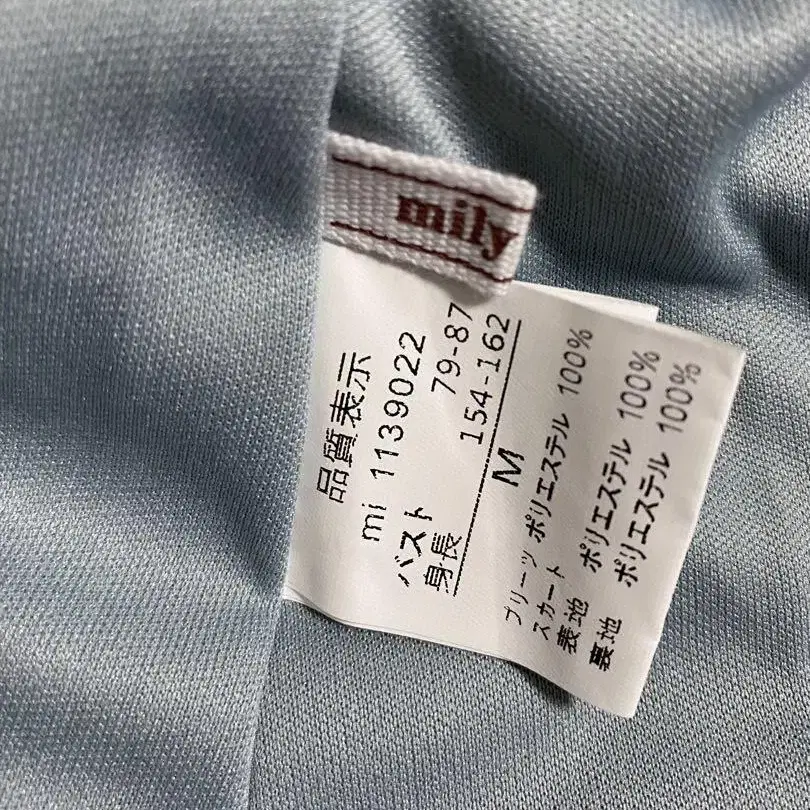 mily
品質表示
mi 1139022
バスト 79-87
身長 154-162
M
プリーツ ポリエステル 100%
スカート
表地 ポリエステル 100%
裏地 ポリエステル 100%